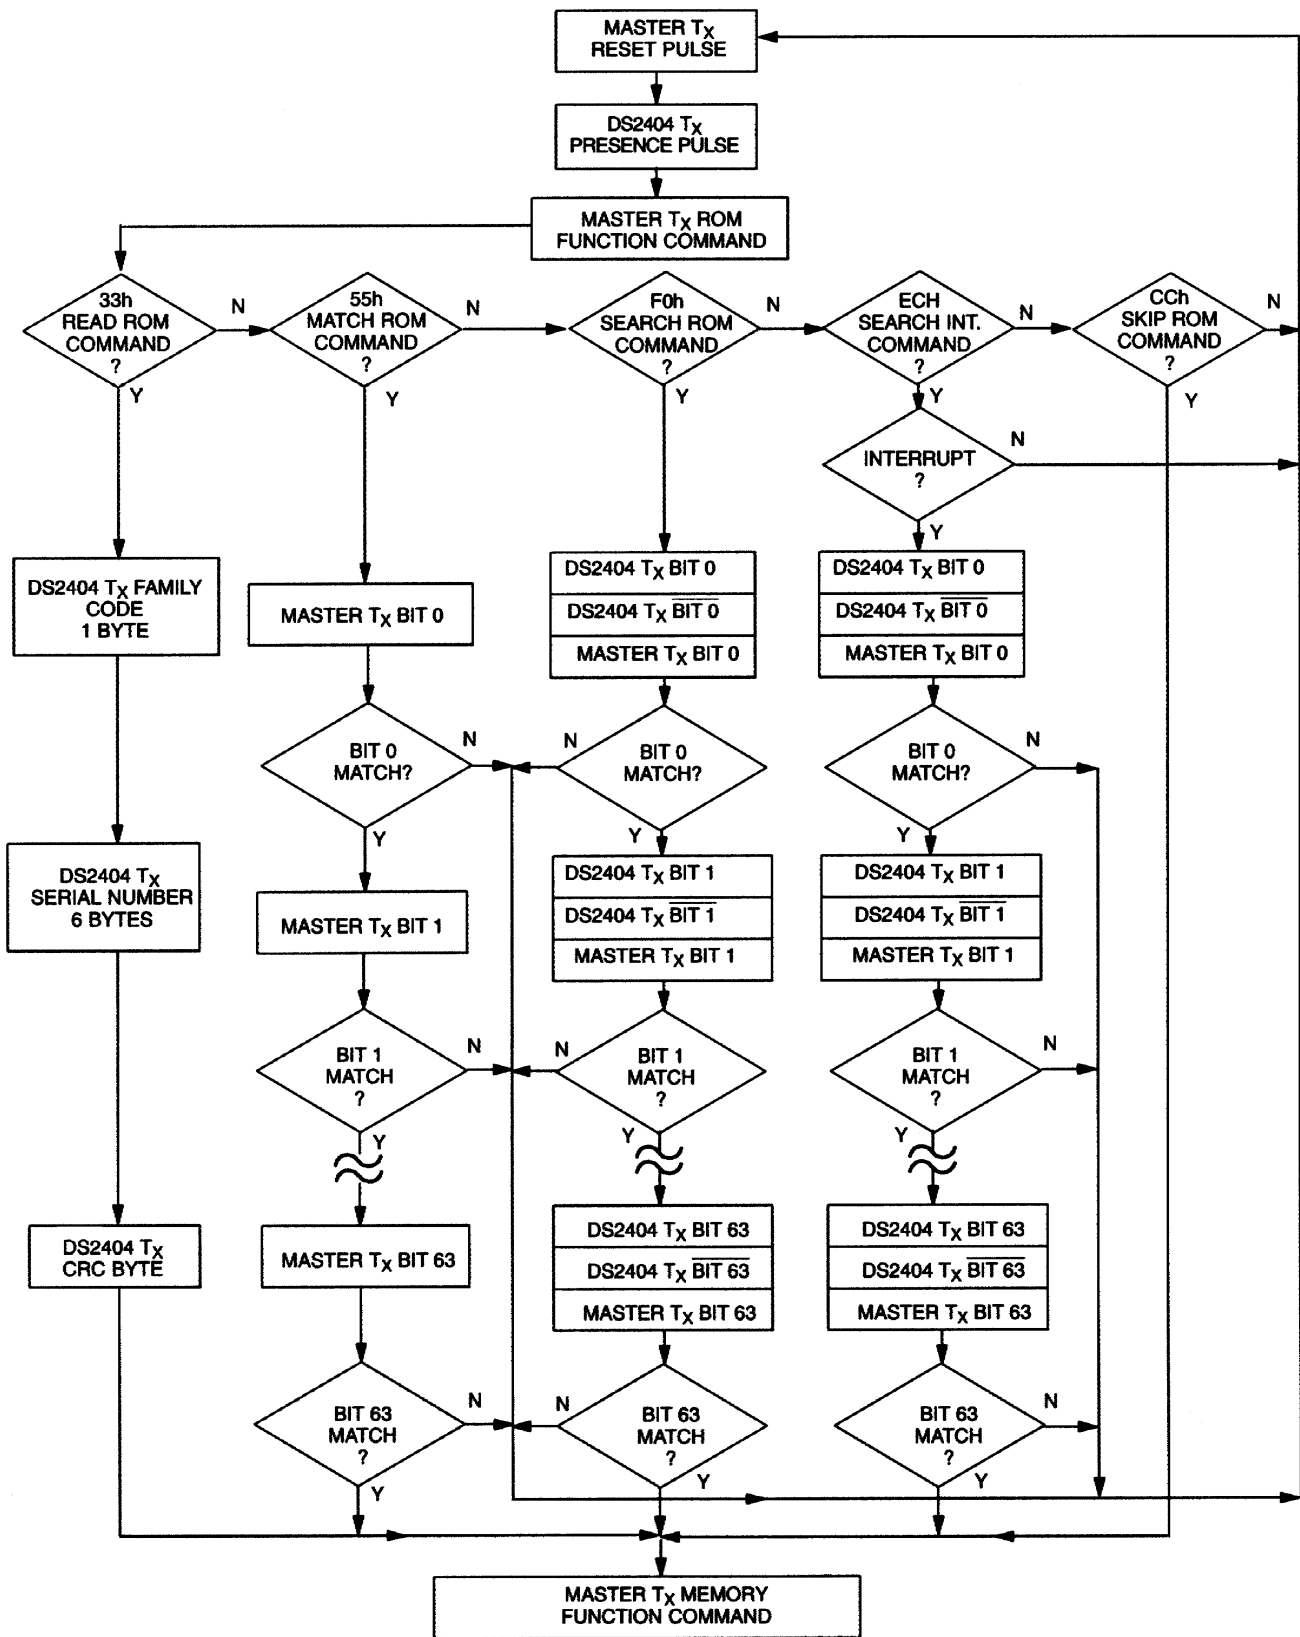 MASTER TX
RESET PULSE
DS2404 TX
PRESENCE PULSE
MASTER TX ROM
FUNCTION COMMAND
33h
READ ROM
COMMAND
?
N
Y
55h
MATCH ROM
COMMAND
?
N
Y
F0h
SEARCH ROM
COMMAND
?
N
Y
ECH
SEARCH INT.
COMMAND
?
N
Y
CCh
SKIP ROM
COMMAND
?
N
Y
INTERRUPT
?
N
Y
DS2404 TX FAMILY
CODE
1 BYTE
DS2404 TX
SERIAL NUMBER
6 BYTES
DS2404 TX
CRC BYTE
MASTER TX BIT 0
BIT 0
MATCH?
N
Y
MASTER TX BIT 1
BIT 1
MATCH
?
N
Y
MASTER TX BIT 63
BIT 63
MATCH
?
N
Y
DS2404 TX BIT 0
DS2404 TX BIT 0
MASTER TX BIT 0
BIT 0
MATCH?
N
Y
DS2404 TX BIT 1
DS2404 TX BIT 1
MASTER TX BIT 1
BIT 1
MATCH
?
N
Y
DS2404 TX BIT 63
DS2404 TX BIT 63
MASTER TX BIT 63
BIT 63
MATCH
?
N
Y
DS2404 TX BIT 0
DS2404 TX BIT 0
MASTER TX BIT 0
BIT 0
MATCH?
N
Y
DS2404 TX BIT 1
DS2404 TX BIT 1
MASTER TX BIT 1
BIT 1
MATCH
?
N
Y
DS2404 TX BIT 63
DS2404 TX BIT 63
MASTER TX BIT 63
BIT 63
MATCH
?
N
Y
MASTER TX MEMORY
FUNCTION COMMAND